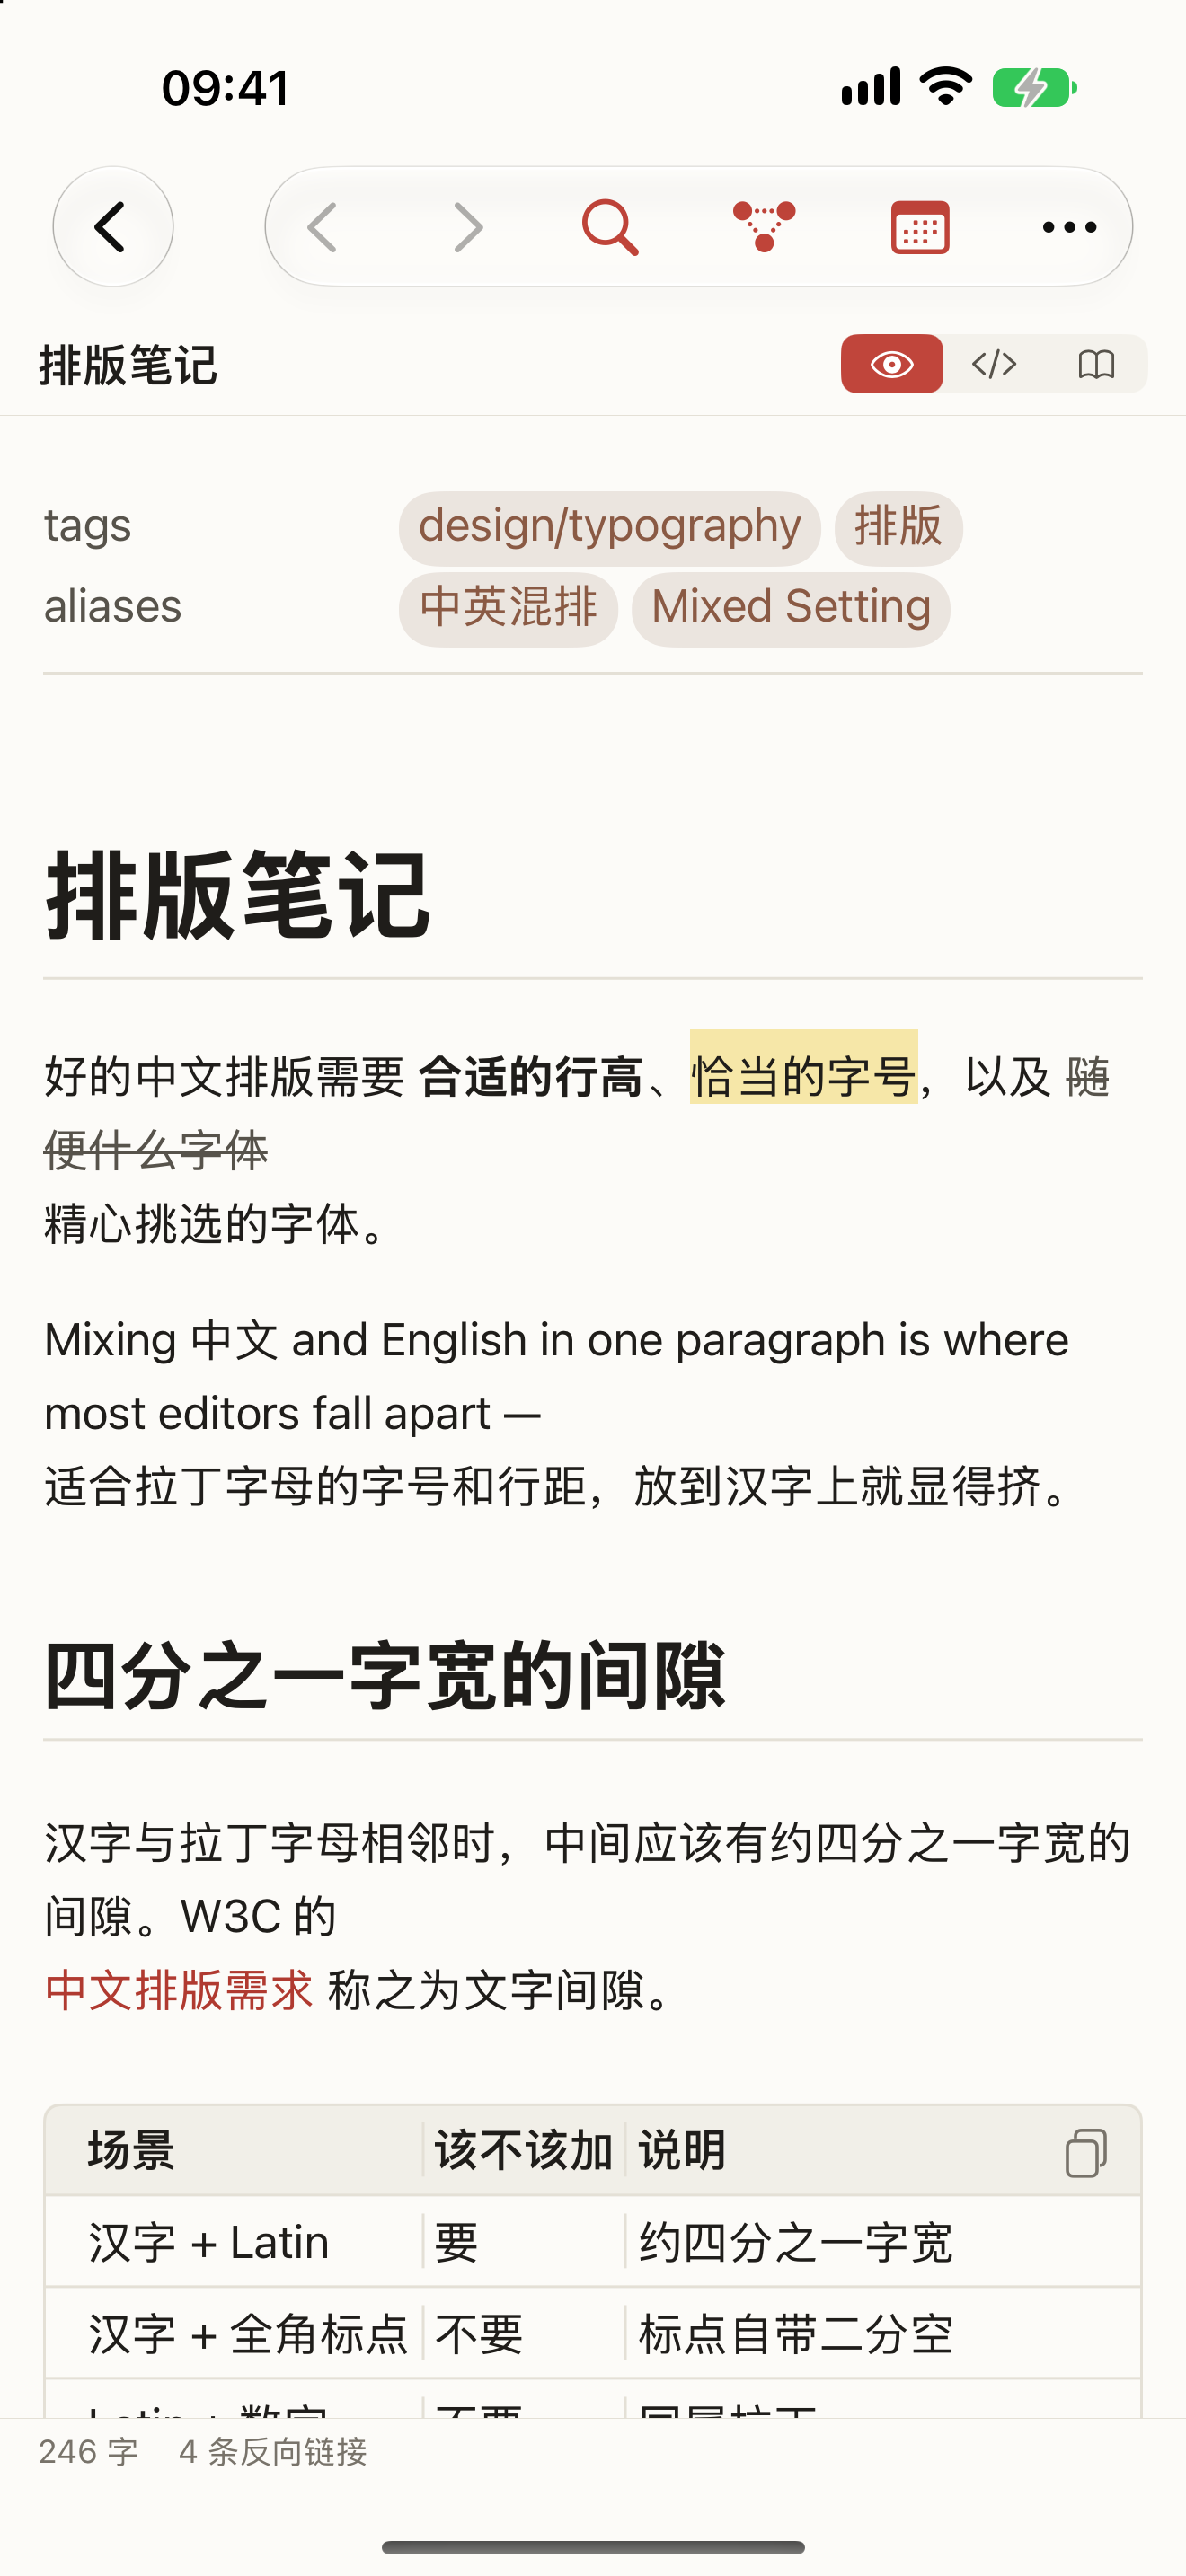 09:41
排版笔记
tags design/typography 排版
aliases 中英混排 Mixed Setting
排版笔记
好的中文排版需要 合适的行高、恰当的字号，以及 随
便什么字体
精心挑选的字体。
Mixing 中文 and English in one paragraph is where
most editors fall apart —
适合拉丁字母的字号和行距，放到汉字上就显得挤。
四分之一字宽的间隙
汉字与拉丁字母相邻时，中间应该有约四分之一字宽的
间隙。W3C 的
中文排版需求 称之为文字间隙。
场景 该不该加 说明
汉字 + Latin 要 约四分之一字宽
汉字 + 全角标点 不要 标点自带二分空
Latin + 数字 不要
246 字 4 条反向链接